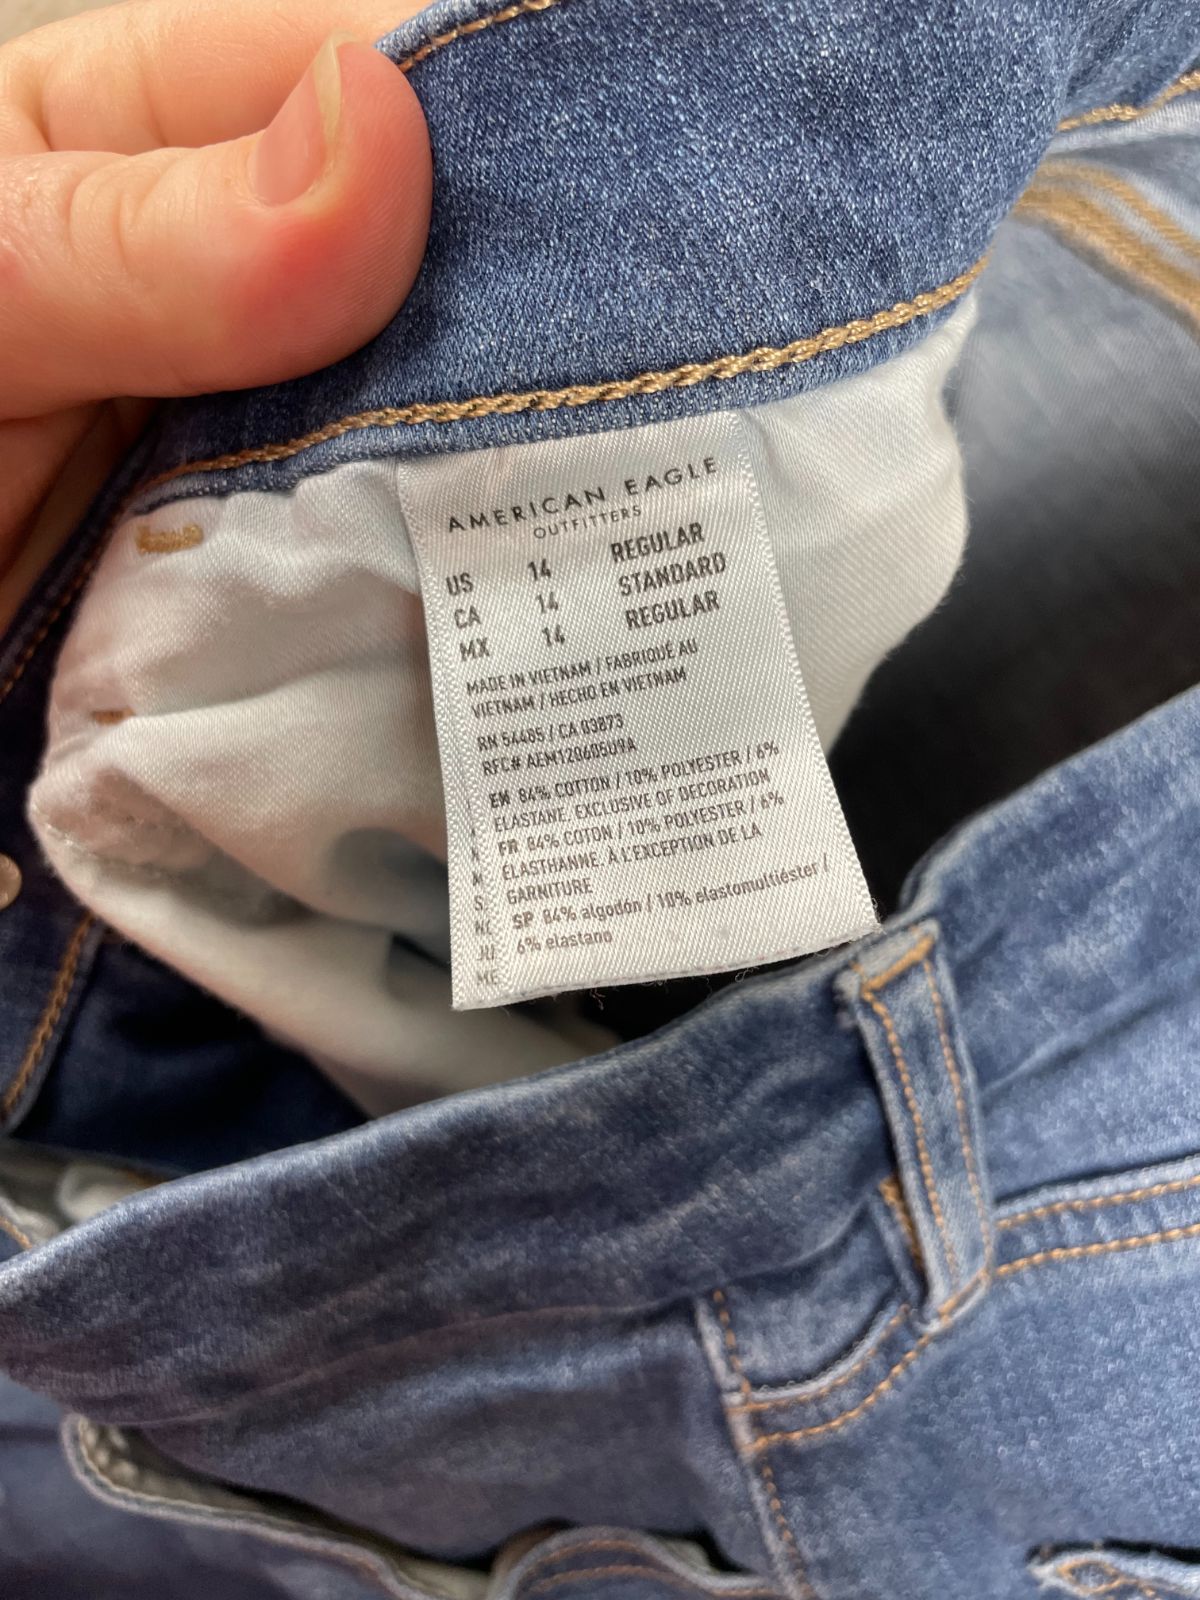 AMERICAN EAGLE
OUTFITTERS
US 14 REGULAR
CA 14 STANDARD
MX 14 REGULAR
MADE IN VIETNAM / FABRIQUÉ AU
VIETNAM / HECHO EN VIETNAM
RN 54485 / CA 03873
RFC# AEM120605U9A
EN 84% COTTON / 10% POLYESTER / 6%
ELASTANE. EXCLUSIVE OF DECORATION
FR 84% COTON / 10% POLYESTER / 6%
ÉLASTHANNE. À L'EXCEPTION DE LA
GARNITURE
SP 84% algodón / 10% elastomultiéster /
6% elastano